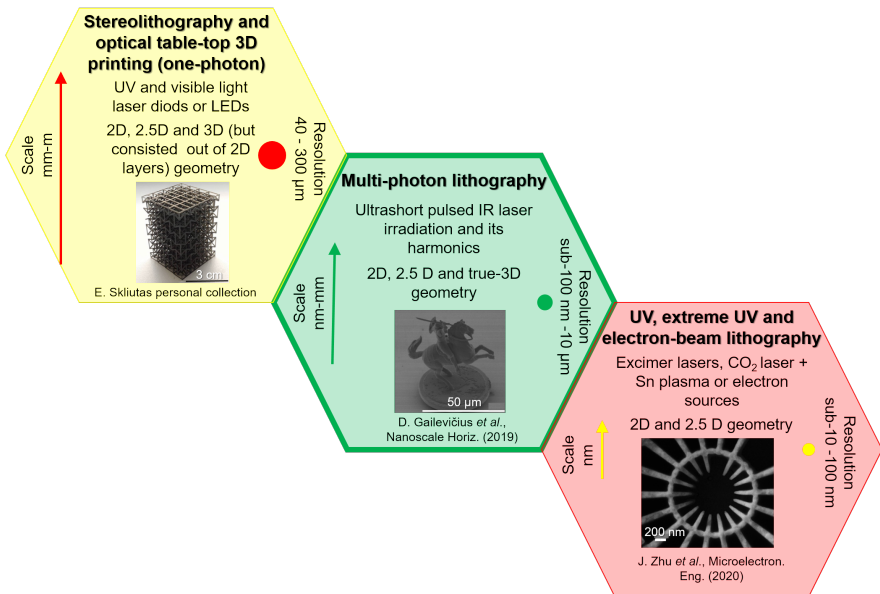 Stereolithography and
optical table-top 3D
printing (one-photon)
UV and visible light
laser diods or LEDs
2D, 2.5D and 3D (but
consisted out of 2D
layers) geometry
Scale
mm-m
Resolution
40 - 300 µm
3 cm
E. Skliutas personal collection
Multi-photon lithography
Ultrashort pulsed IR laser
irradiation and its
harmonics
2D, 2.5 D and true-3D
geometry
Scale
nm-mm
Resolution
sub-100 nm -10 µm
50 µm
D. Gailevičius et al.,
Nanoscale Horiz. (2019)
UV, extreme UV and
electron-beam lithography
Excimer lasers, CO2 laser +
Sn plasma or electron
sources
2D and 2.5 D geometry
Scale
nm
Resolution
sub-10 -100 nm
200 nm
J. Zhu et al., Microelectron.
Eng. (2020)